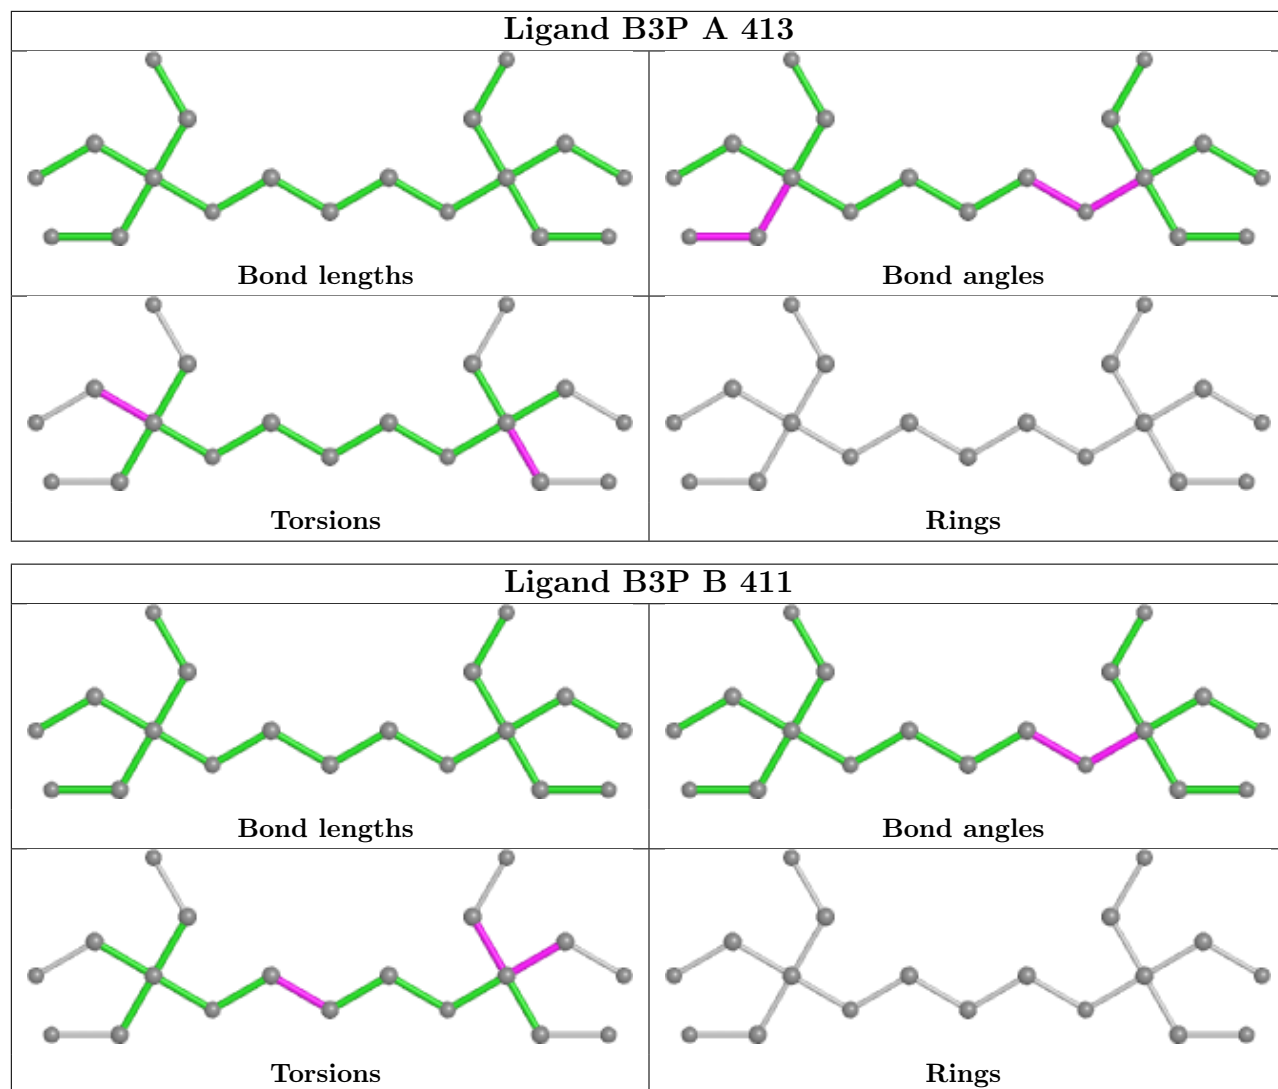 Ligand B3P A 413
Bond lengths
Bond angles
Torsions
Rings
Ligand B3P B 411
Bond lengths
Bond angles
Torsions
Rings